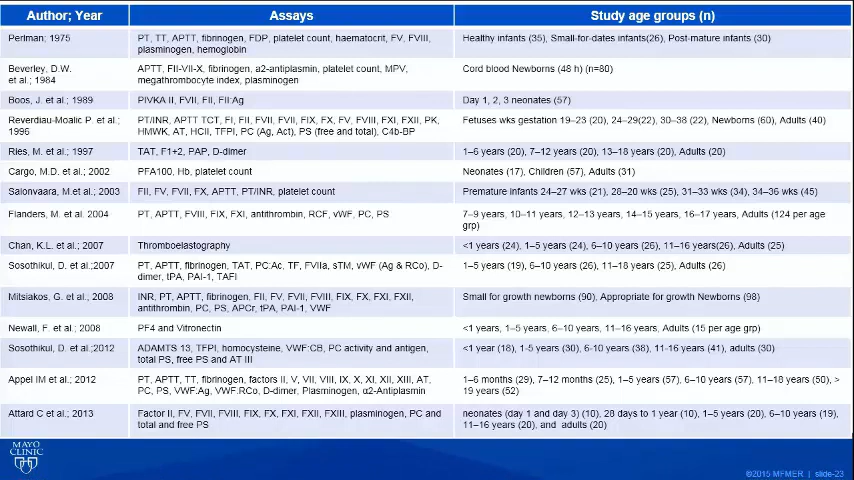 Author; Year Assays Study age groups (n)
Perlman; 1975 PT, TT, APTT, fibrinogen, FDP, platelet count, haematocrit, FV, FVIII, Healthy infants (35), Small-for-dates infants(26), Post-mature infants (30)
plasminogen, hemoglobin
Beverley, D.W. APTT, FII-VII-X, fibrinogen, a2-antiplasmin, platelet count, MPV, Cord blood Newborns (48 h) (n=80)
et al.; 1984 megathrombocyte index, plasminogen
Boos, J. et al.; 1989 PIVKA II, FVII, FII, FII:Ag Day 1, 2, 3 neonates (57)
Reverdiau-Moalic P. et al.; PT/INR, APTT TCT, FI, FII, FVII, FVII, FIX, FX, FV, FVIII, FXI, FXII, PK, Fetuses wks gestation 19–23 (20), 24–29(22), 30–38 (22), Newborns (60), Adults (40)
1996 HMWK, AT, HCII, TFPI, PC (Ag, Act), PS (free and total), C4b-BP
Ries, M. et al.; 1997 TAT, F1+2, PAP, D-dimer 1–6 years (20), 7–12 years (20), 13–18 years (20), Adults (20)
Cargo, M.D. et al.; 2002 PFA100, Hb, platelet count Neonates (17), Children (57), Adults (31)
Salonvaara, M.et al.; 2003 FII, FV, FVII, FX, APTT, PT/INR, platelet count Premature infants 24–27 wks (21), 28–20 wks (25), 31–33 wks (34), 34–36 wks (45)
Flanders, M. et al. 2004 PT, APTT, FVIII, FIX, FXI, antithrombin, RCF, vWF, PC, PS 7–9 years, 10–11 years, 12–13 years, 14–15 years, 16–17 years, Adults (124 per age
grp)
Chan, K.L. et al.; 2007 Thromboelastography <1 years (24), 1–5 years (24), 6–10 years (26), 11–16 years(26), Adults (25)
Sosothikul, D. et al.;2007 PT, APTT, fibrinogen, TAT, PC:Ac, TF, FVIIa, sTM, vWF (Ag & RCo), D- 1–5 years (19), 6–10 years (26), 11–18 years (25), Adults (26)
dimer, tPA, PAI-1, TAFI
Mitsiakos, G. et al., 2008 INR, PT, APTT, fibrinogen, FII, FV, FVII, FVIII, FIX, FX, FXI, FXII, Small for growth newborns (90), Appropriate for growth Newborns (98)
antithrombin, PC, PS, APCr, tPA, PAI-1, VWF
Newall, F. et al.; 2008 PF4 and Vitronectin <1 years, 1–5 years, 6–10 years, 11–16 years, Adults (15 per age grp)
Sosothikul, D. et al.;2012 ADAMTS 13, TFPI, homocysteine, VWF:CB, PC activity and antigen, <1 year (18), 1-5 years (30), 6-10 years (38), 11-16 years (41), adults (30)
total PS, free PS and AT III
Appel IM et al.; 2012 PT, APTT, TT, fibrinogen, factors II, V, VII, VIII, IX, X, XI, XII, XIII, AT, 1–6 months (29), 7–12 months (25), 1–5 years (57), 6–10 years (57), 11–18 years (50), >
PC, PS, VWF:Ag, VWF:RCo, D-dimer, Plasminogen, α2-Antiplasmin 19 years (52)
Attard C et al.; 2013 Factor II, FV, FVII, FVIII, FIX, FX, FXI, FXII, FXIII, plasminogen, PC and neonates (day 1 and day 3) (10), 28 days to 1 year (10), 1–5 years (20), 6–10 years (19),
total and free PS 11–16 years (20), and adults (20)
MAYO
CLINIC
©2015 MFMER | slide-23